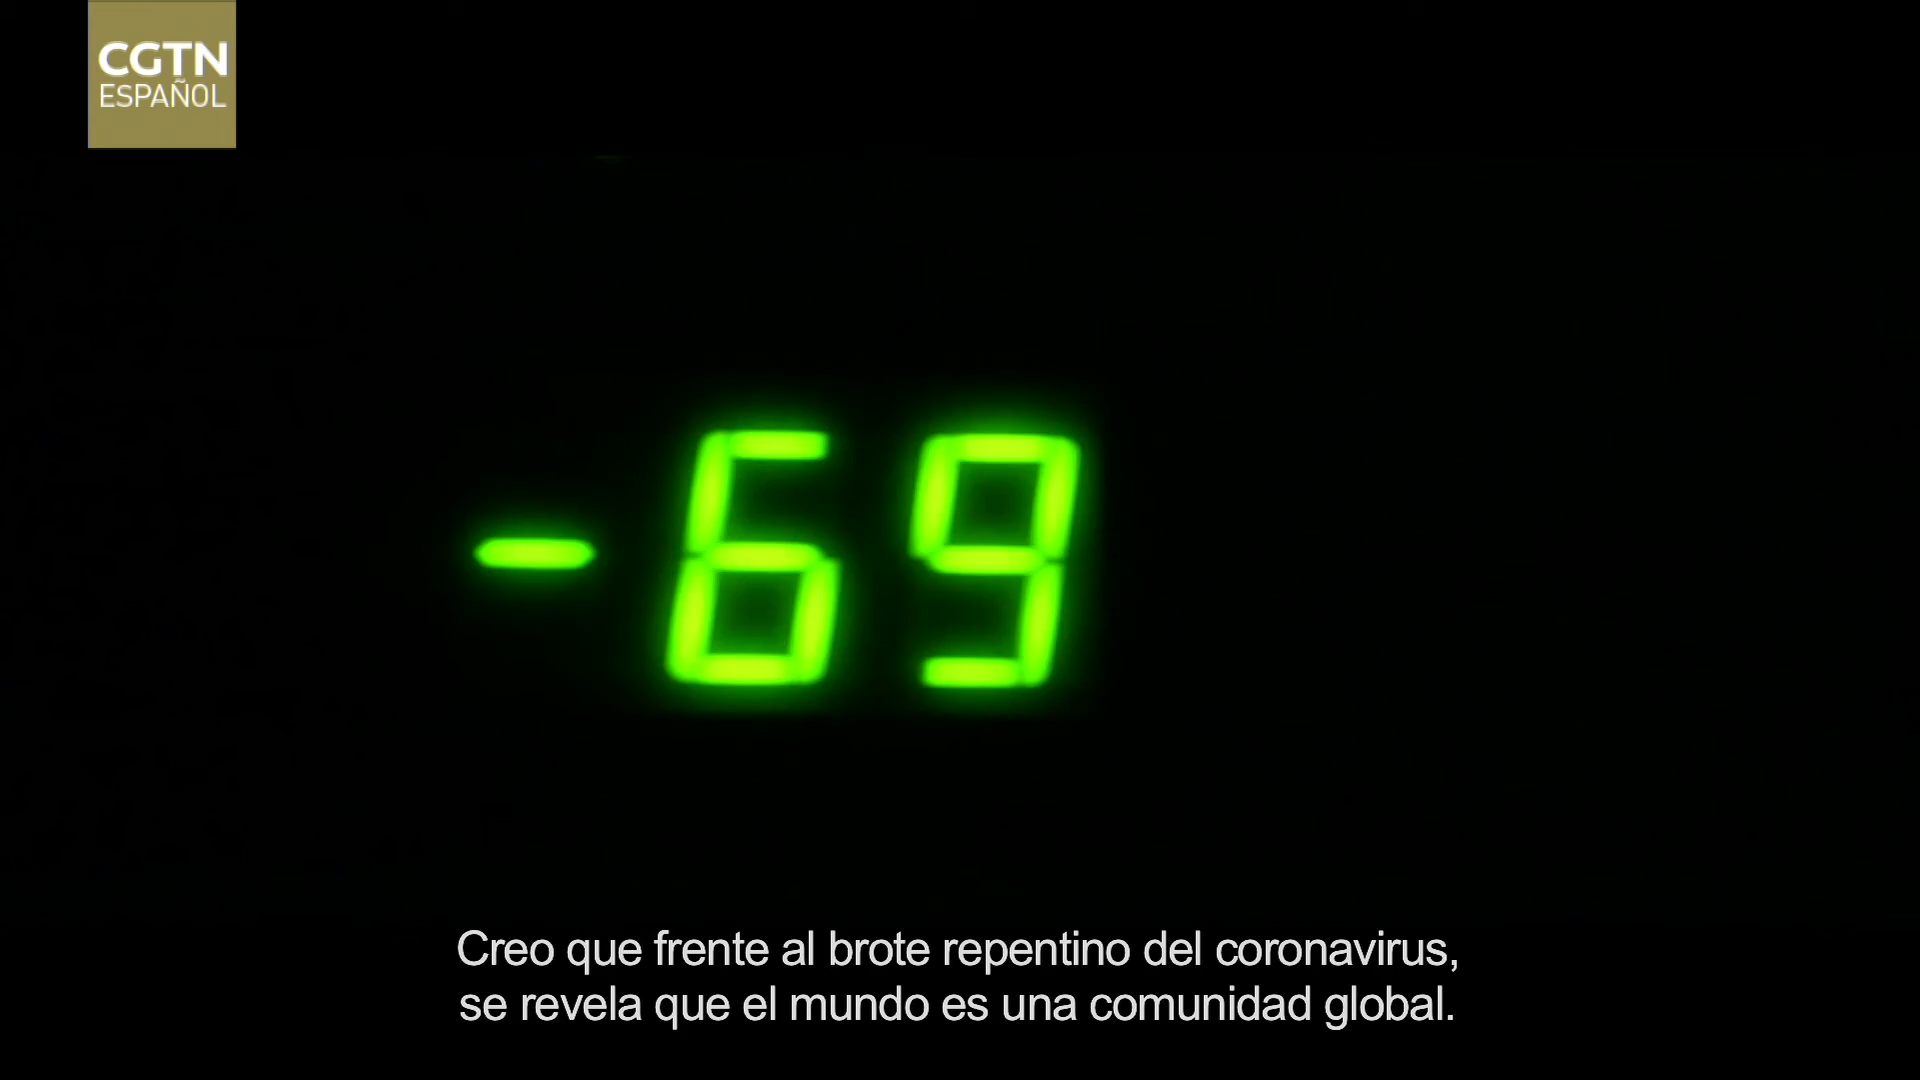 CGTN
ESPAÑOL
-69
Creo que frente al brote repentino del coronavirus,
se revela que el mundo es una comunidad global.